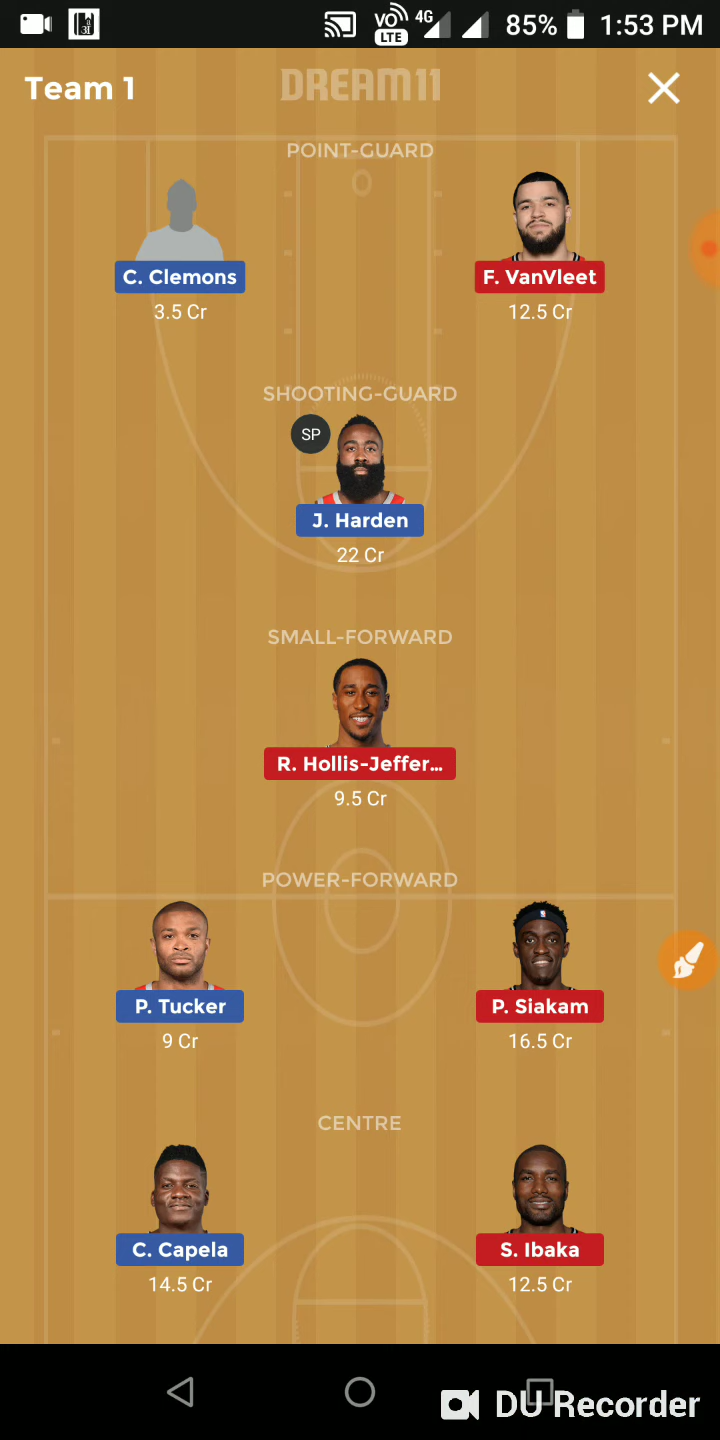 VO LTE 4G 85% 1:53 PM
Team 1 DREAM11
POINT-GUARD
C. Clemons F. VanVleet
3.5 Cr 12.5 Cr
SHOOTING-GUARD
SP
J. Harden
22 Cr
SMALL-FORWARD
R. Hollis-Jeffer...
9.5 Cr
POWER-FORWARD
P. Tucker P. Siakam
9 Cr 16.5 Cr
CENTRE
C. Capela S. Ibaka
14.5 Cr 12.5 Cr
DU Recorder